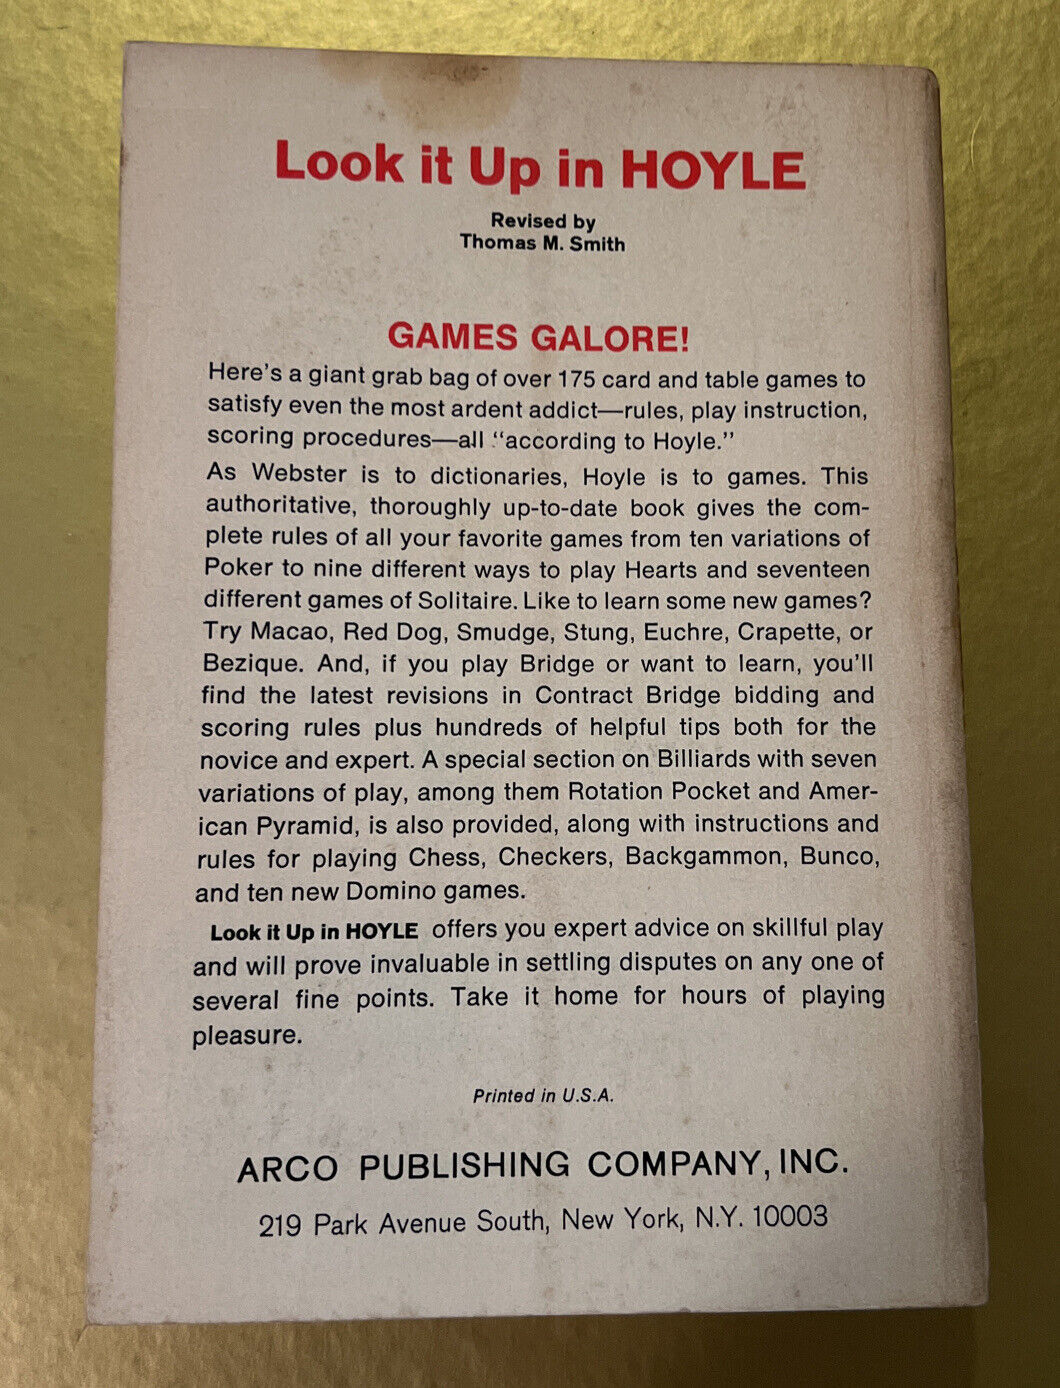 Look it Up in HOYLE
Revised by
Thomas M. Smith
GAMES GALORE!
Here's a giant grab bag of over 175 card and table games to
satisfy even the most ardent addict—rules, play instruction,
scoring procedures—all "according to Hoyle."
As Webster is to dictionaries, Hoyle is to games. This
authoritative, thoroughly up-to-date book gives the com-
plete rules of all your favorite games from ten variations of
Poker to nine different ways to play Hearts and seventeen
different games of Solitaire. Like to learn some new games?
Try Macao, Red Dog, Smudge, Stung, Euchre, Crapette, or
Bezique. And, if you play Bridge or want to learn, you'll
find the latest revisions in Contract Bridge bidding and
scoring rules plus hundreds of helpful tips both for the
novice and expert. A special section on Billiards with seven
variations of play, among them Rotation Pocket and Amer-
ican Pyramid, is also provided, along with instructions and
rules for playing Chess, Checkers, Backgammon, Bunco,
and ten new Domino games.
Look it Up in HOYLE offers you expert advice on skillful play
and will prove invaluable in settling disputes on any one of
several fine points. Take it home for hours of playing
pleasure.
Printed in U.S.A.
ARCO PUBLISHING COMPANY, INC.
219 Park Avenue South, New York, N.Y. 10003